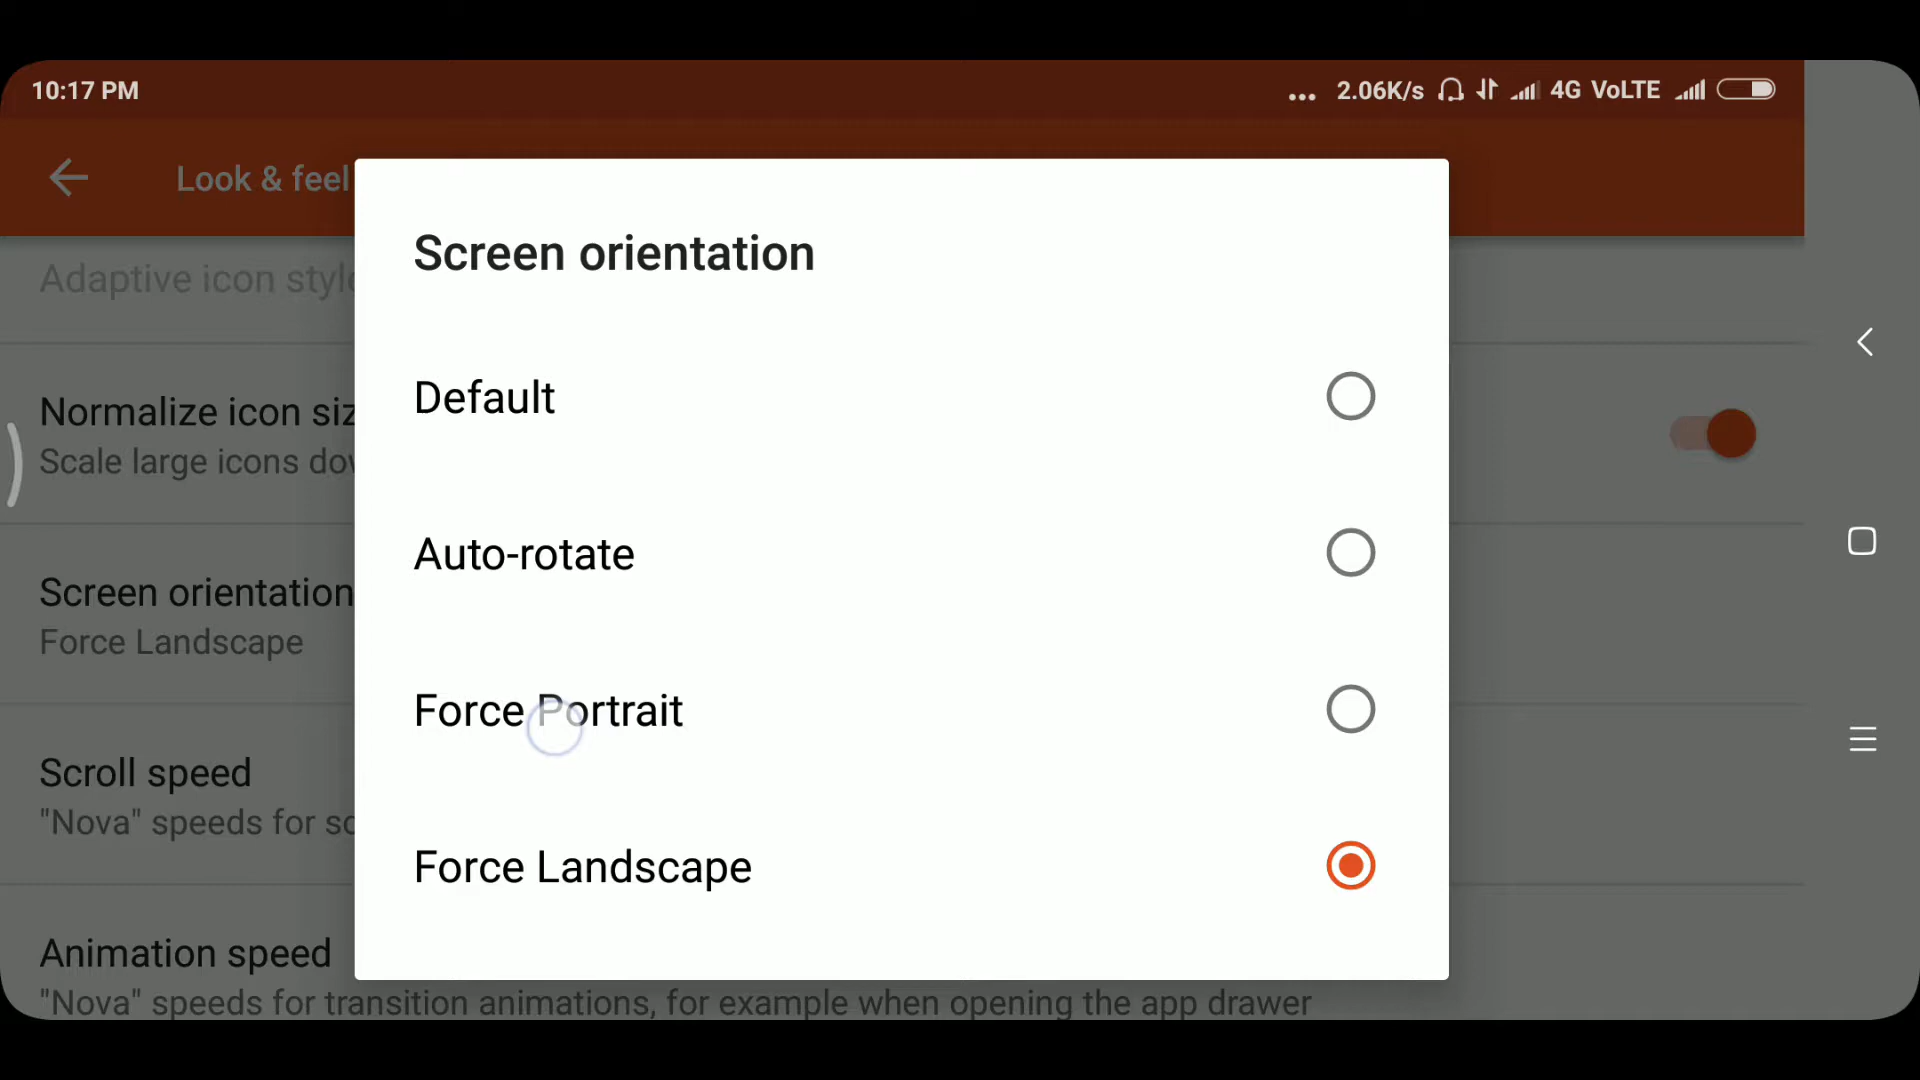 10:17 PM
... 2.06K/s 4G VoLTE
Look & feel
Screen orientation
Default
Auto-rotate
Force Portrait
Force Landscape
Adaptive icon style
Normalize icon siz
Scale large icons dow
Screen orientation
Force Landscape
Scroll speed
"Nova" speeds for sc
Animation speed
"Nova" speeds for transition animations, for example when opening the app drawer